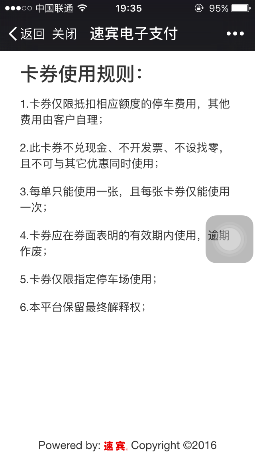 中国联通 19:35 95%
返回 关闭 速宾电子支付
卡券使用规则：
1.卡券仅限抵扣相应额度的停车费用，其他
费用由客户自理；
2.此卡券不兑现金、不开发票、不设找零，
且不可与其它优惠同时使用；
3.每单只能使用一张，且每张卡券仅能使用
一次；
4.卡券应在券面表明的有效期内使用，逾期
作废；
5.卡券仅限指定停车场使用；
6.本平台保留最终解释权；
Powered by: 速宾. Copyright ©2016